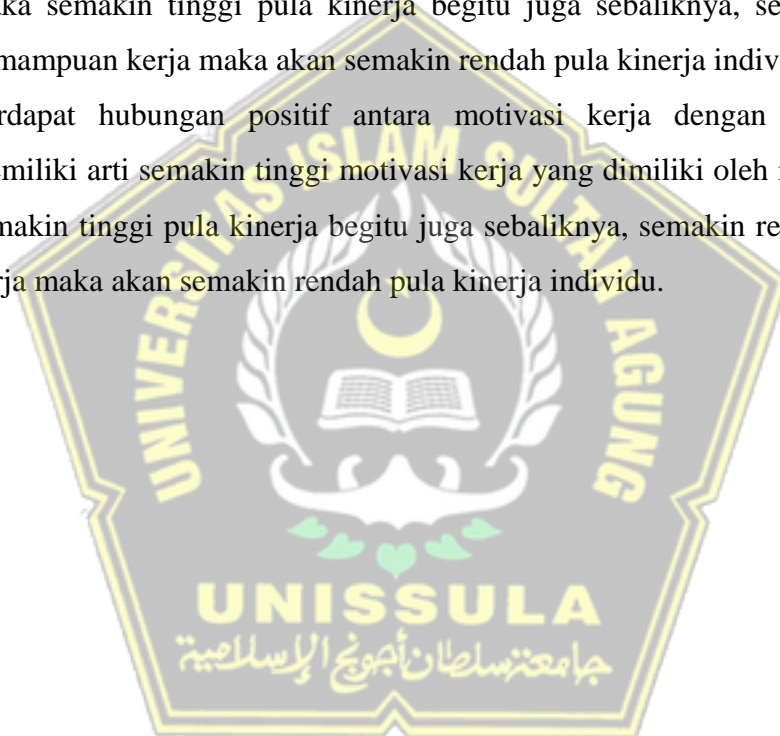 aka semakin tinggi pula kinerja begitu juga sebaliknya, se
mampuan kerja maka akan semakin rendah pula kinerja indiv
rdapat hubungan positif antara motivasi kerja dengan
emiliki arti semakin tinggi motivasi kerja yang dimiliki oleh
makin tinggi pula kinerja begitu juga sebaliknya, semakin re
rja maka akan semakin rendah pula kinerja individu.
UNIVERSITAS ISLAM SULTAN AGUNG
UNISSULA
جامعة سلطان أجونج الإسلامية